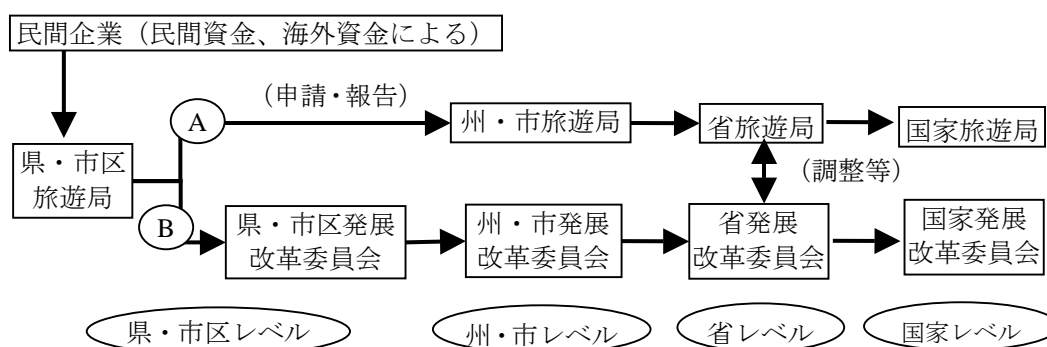 民間企業（民間資金、海外資金による）
A
（申請・報告）
州・市旅遊局
省旅遊局
国家旅遊局
県・市区
旅遊局
（調整等）
B
県・市区発展
改革委員会
州・市発展
改革委員会
省発展
改革委員会
国家発展
改革委員会
県・市区レベル
州・市レベル
省レベル
国家レベル